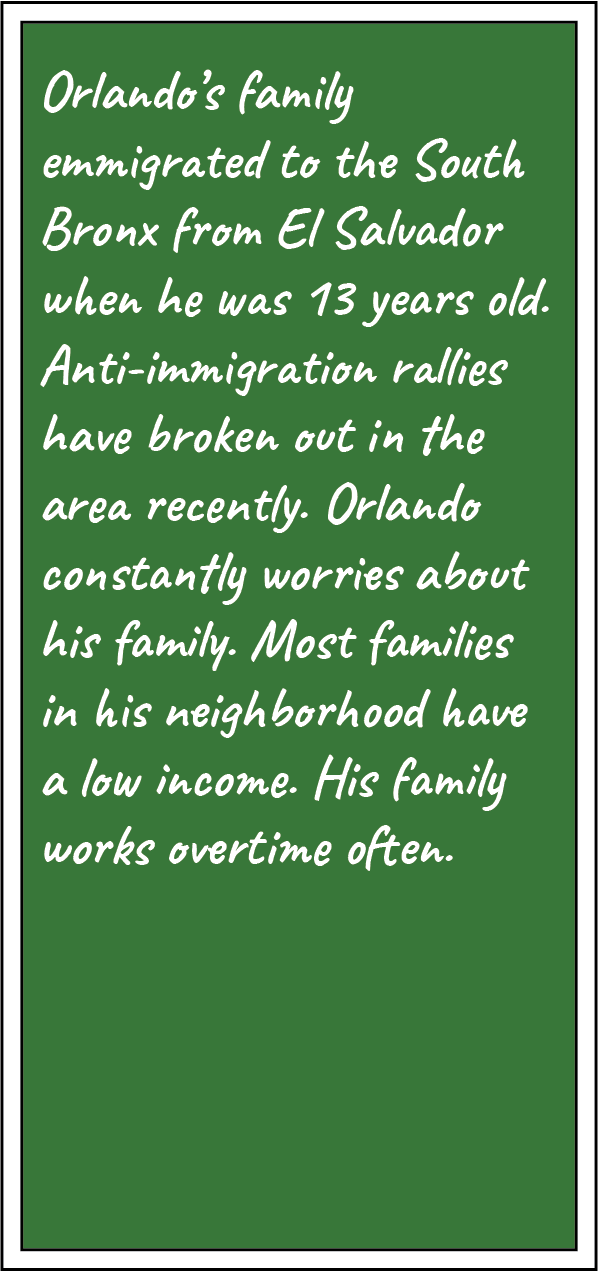 Orlando’s family
emmigrated to the South
Bronx from El Salvador
when he was 13 years old.
Anti-immigration rallies
have broken out in the
area recently. Orlando
constantly worries about
his family. Most families
in his neighborhood have
a low income. His family
works overtime often.